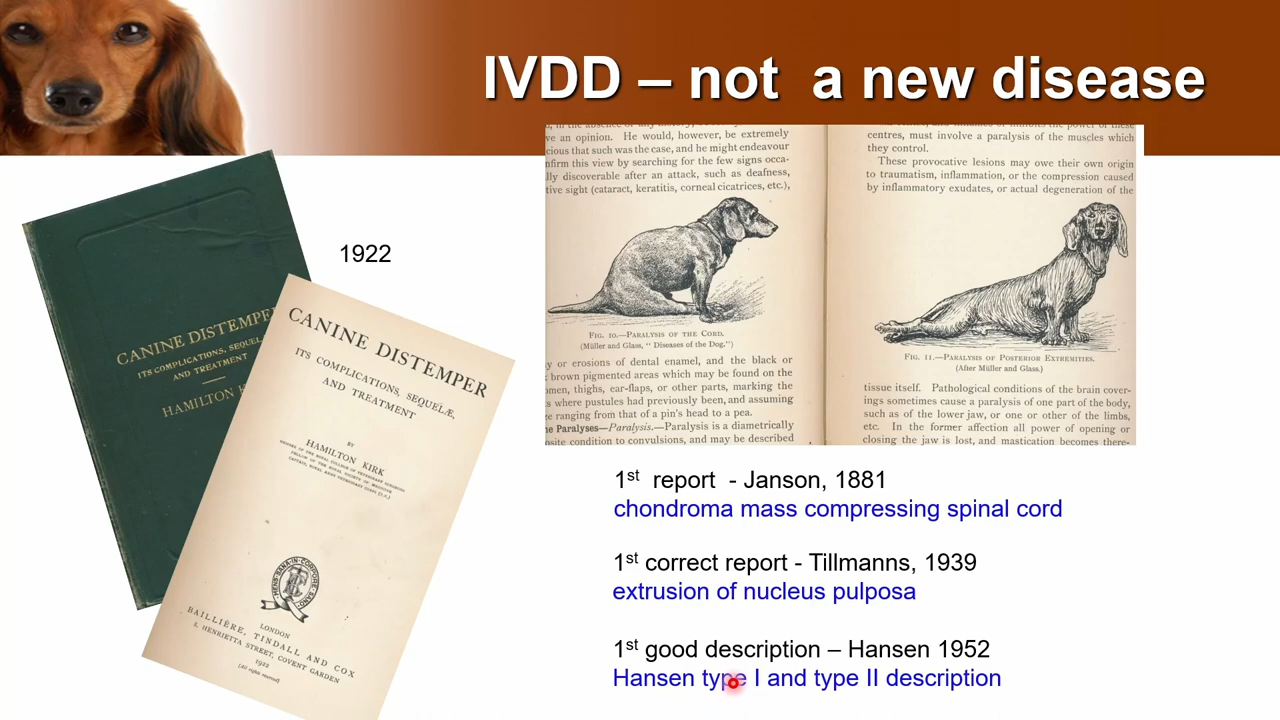 IVDD – not  a new disease
1922
CANINE DISTEMPE
ITS COMPLICATIONS, SEQUEL
AND TREATMENT
HAMILTON
CANINE DISTEMPER
ITS COMPLICATIONS, SEQUELÆ,
AND TREATMENT
BY
HAMILTON KIRK
LONDON
BAILLIÈRE, TINDALL AND COX
HENRIETTA STREET, COVENT GARDEN
1922
[All rights reserved]
ve an opinion. He would, however, be extremely
cious that such was the case, and he might endeavour
nfirm this view by searching for the few signs occa-
lly discoverable after an attack, such as deafness,
tive sight (cataract, keratitis, corneal cicatrices, etc.),
FIG. 10.—PARALYSIS OF THE CORD.
(Müller and Glass, “ Diseases of the Dog.”)
y or erosions of dental enamel, and the black or
brown pigmented areas which may be found on the
omen, thighs, ear-flaps, or other parts, marking the
s where pustules had previously been, and assuming
e ranging from that of a pin's head to a pea.
he Paralyses—Paralysis.—Paralysis is a diametrically
osite condition to convulsions, and may be described
centres, must involve a paralysis of the muscles which
they control.
These provocative lesions may owe their own origin
to traumatism, inflammation, or the compression caused
by inflammatory exudates, or actual degeneration of the
FIG. 11.—PARALYSIS OF POSTERIOR EXTREMITIES.
(After Müller and Glass.)
tissue itself. Pathological conditions of the brain cover-
ings sometimes cause a paralysis of one part of the body,
such as of the lower jaw, or one or other of the limbs,
etc. In the former affection all power of opening or
closing the jaw is lost, and mastication becomes there-
1st  report  - Janson, 1881
chondroma mass compressing spinal cord
1st correct report - Tillmanns, 1939
extrusion of nucleus pulposa
1st good description – Hansen 1952
Hansen type I and type II description